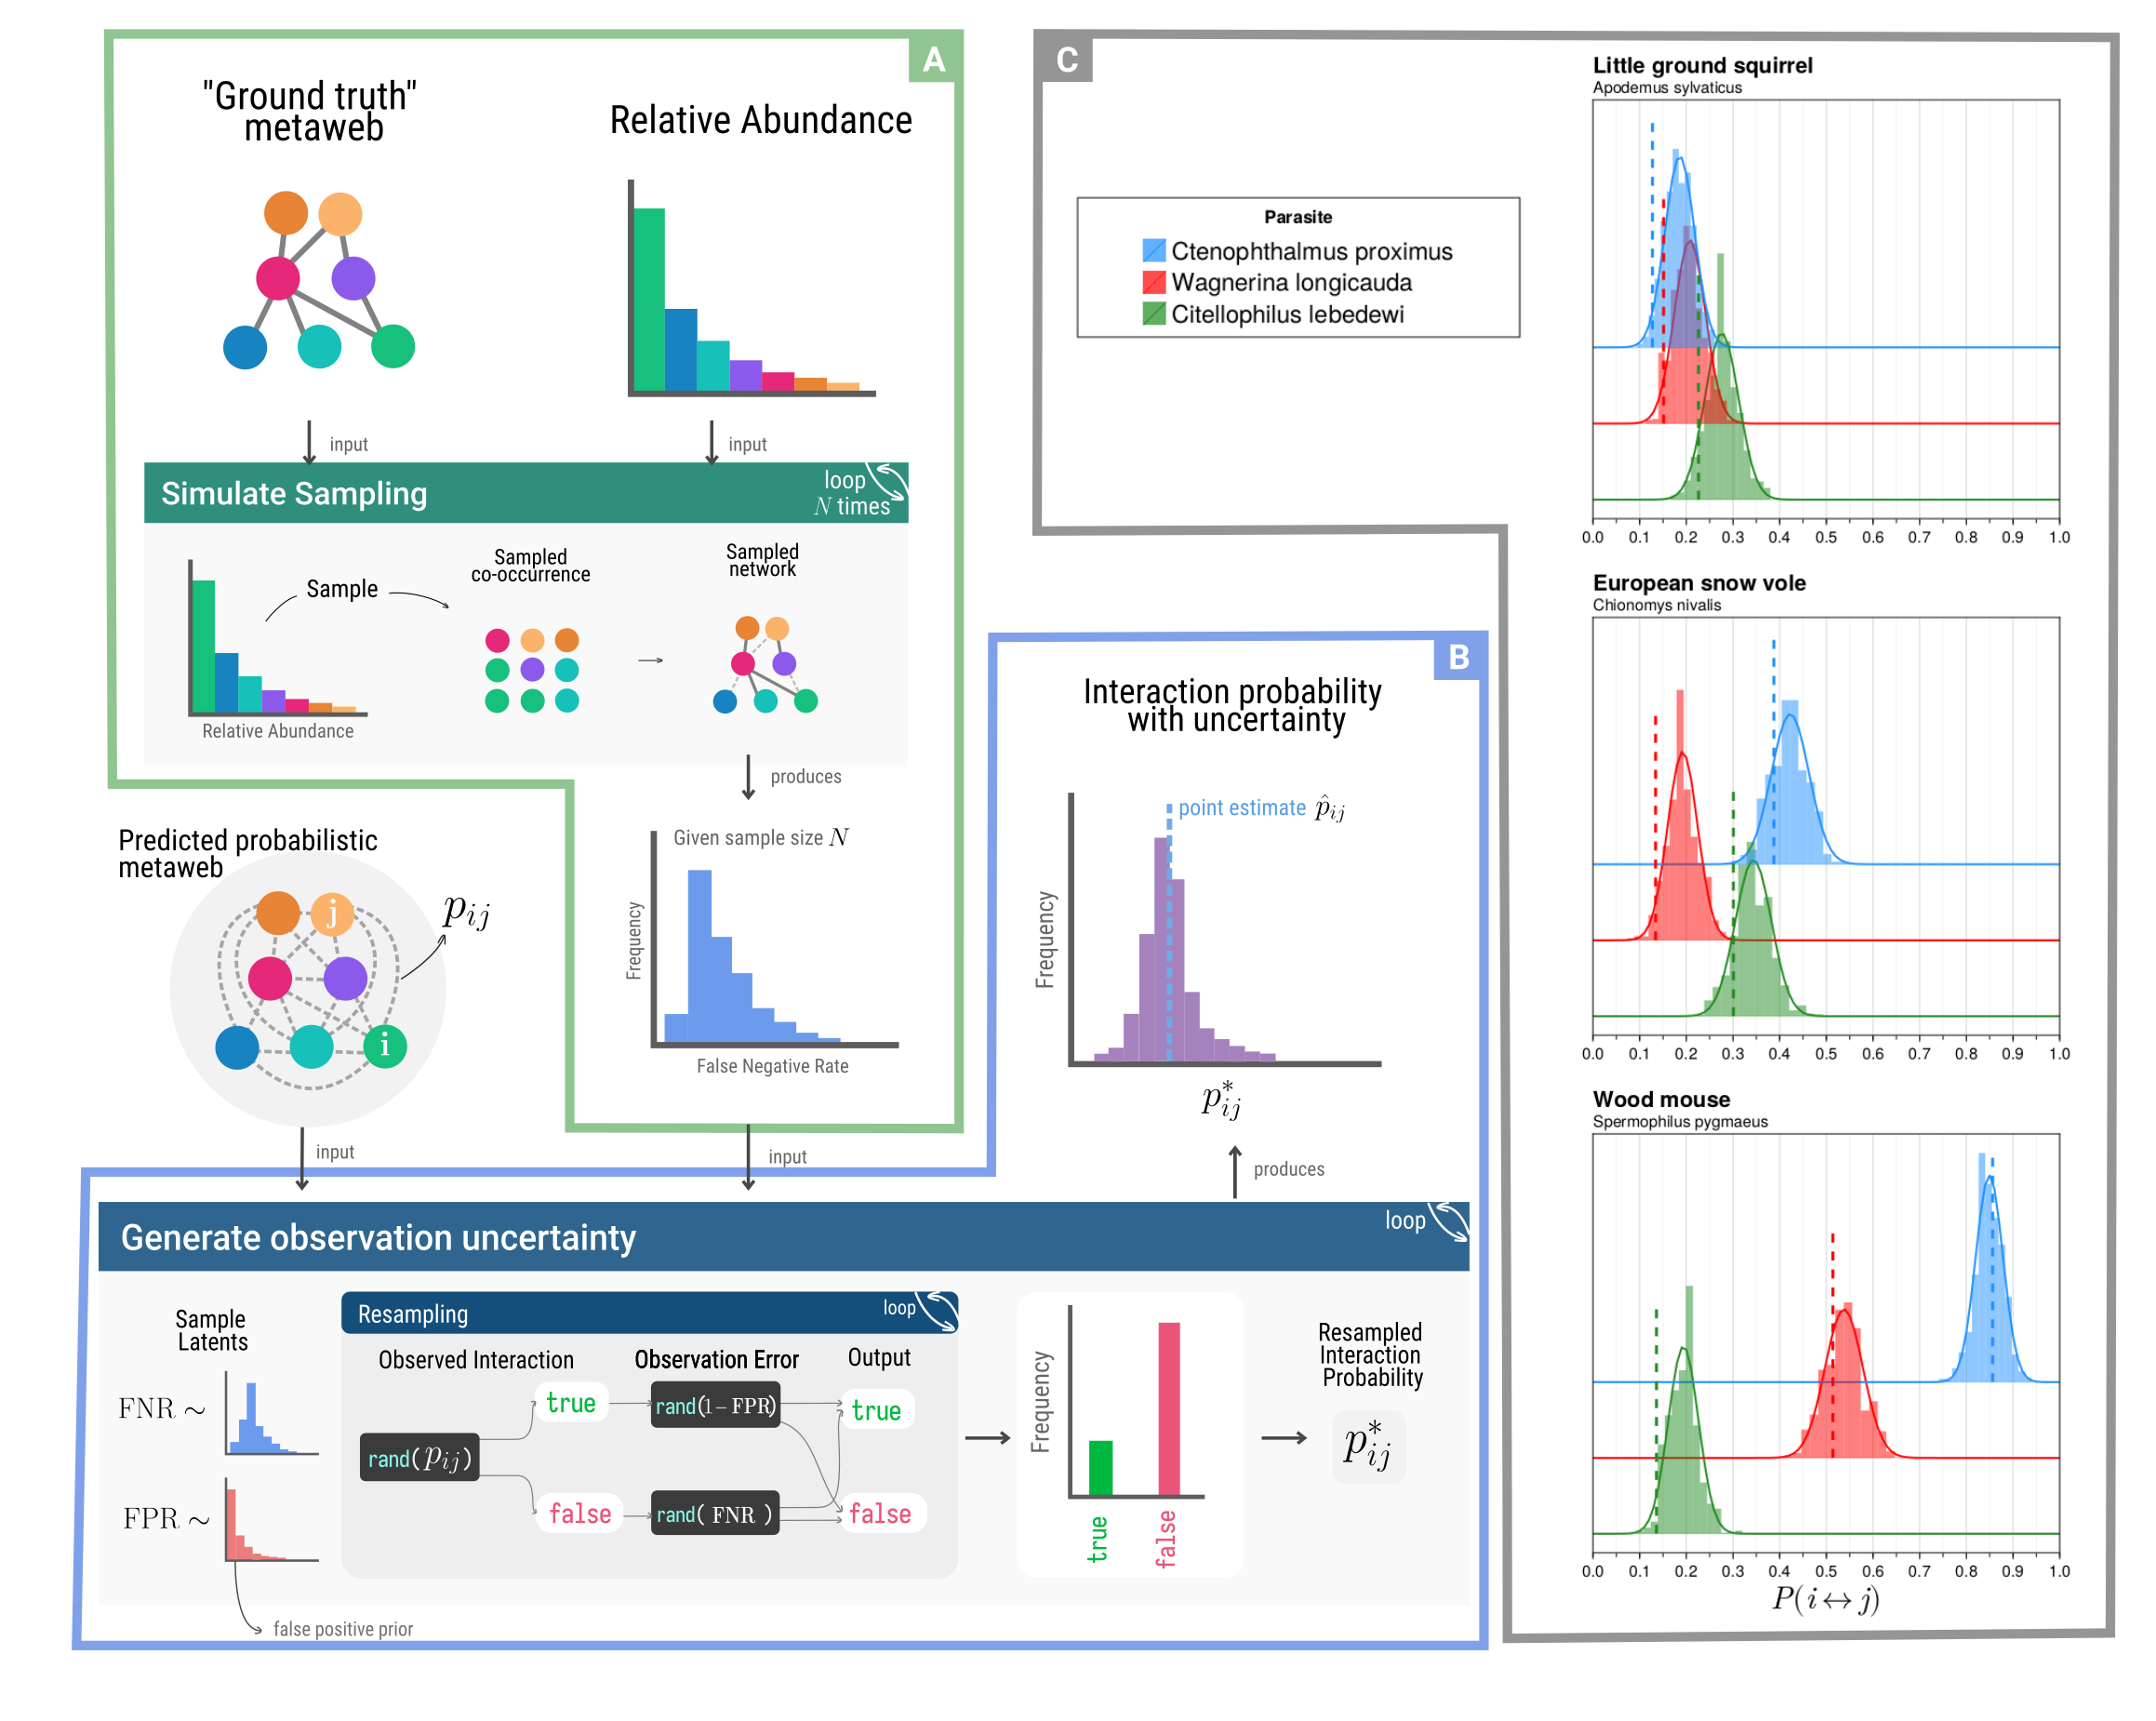 A
"Ground truth"
metaweb
Relative Abundance
input
input
Simulate Sampling
loop
N times
Sample
Sampled
co-occurrence
Sampled
network
Relative Abundance
produces
Given sample size N
Frequency
False Negative Rate
Predicted probabilistic
metaweb
j
i
p_{ij}
input
input
B
Interaction probability
with uncertainty
point estimate p̂_{ij}
Frequency
p*_{ij}
produces
Generate observation uncertainty
loop
Sample
Latents
FNR ~
FPR ~
false positive prior
Resampling
loop
Observed Interaction
Observation Error
Output
rand(p_{ij})
true
false
rand(1−FPR)
rand( FNR )
true
false
Frequency
true
false
Resampled
Interaction
Probability
p*_{ij}
C
Parasite
Ctenophthalmus proximus
Wagnerina longicauda
Citellophilus lebedewi
Little ground squirrel
Apodemus sylvaticus
0.0 0.1 0.2 0.3 0.4 0.5 0.6 0.7 0.8 0.9 1.0
European snow vole
Chionomys nivalis
0.0 0.1 0.2 0.3 0.4 0.5 0.6 0.7 0.8 0.9 1.0
Wood mouse
Spermophilus pygmaeus
0.0 0.1 0.2 0.3 0.4 0.5 0.6 0.7 0.8 0.9 1.0
P(i↔j)